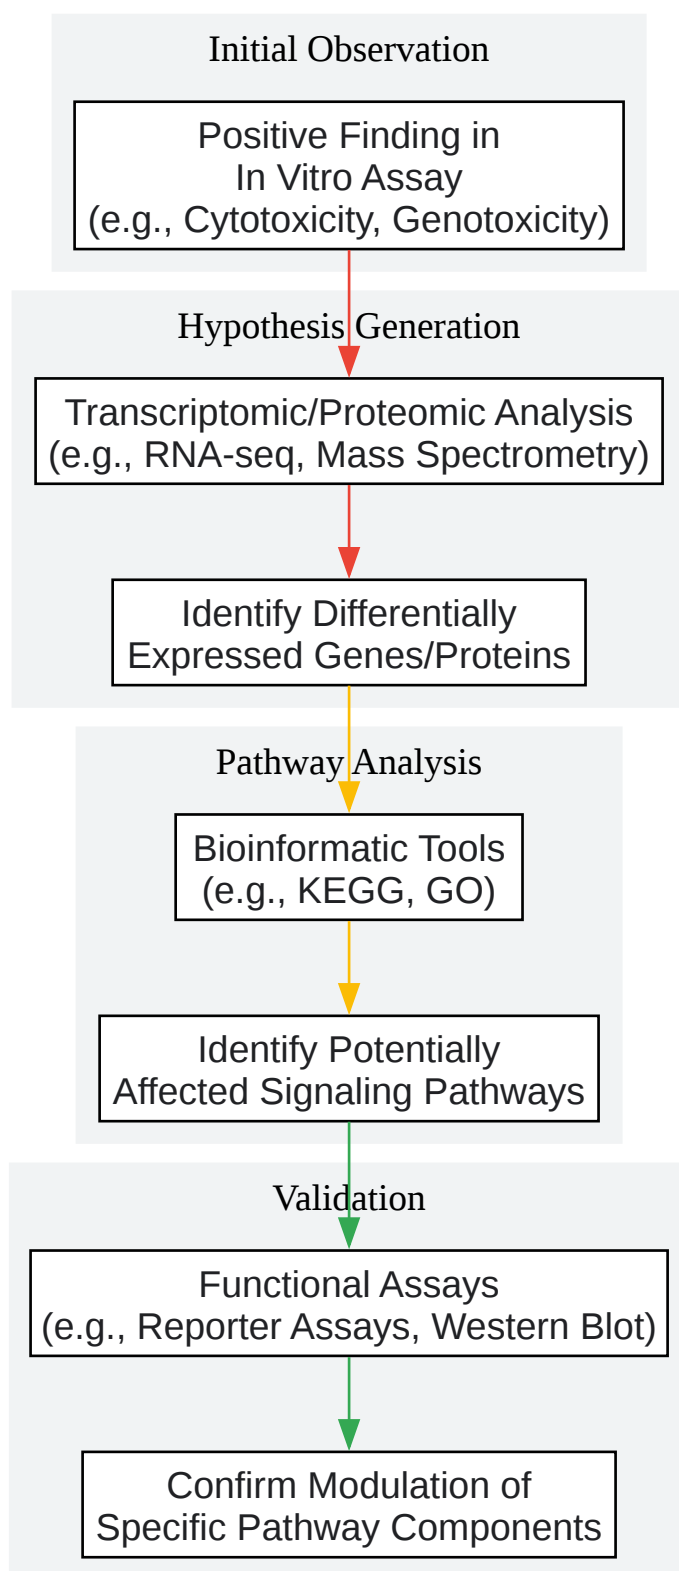 Initial Observation
Positive Finding in
In Vitro Assay
(e.g., Cytotoxicity, Genotoxicity)
Hypothesis Generation
Transcriptomic/Proteomic Analysis
(e.g., RNA-seq, Mass Spectrometry)
Identify Differentially
Expressed Genes/Proteins
Pathway Analysis
Bioinformatic Tools
(e.g., KEGG, GO)
Identify Potentially
Affected Signaling Pathways
Validation
Functional Assays
(e.g., Reporter Assays, Western Blot)
Confirm Modulation of
Specific Pathway Components